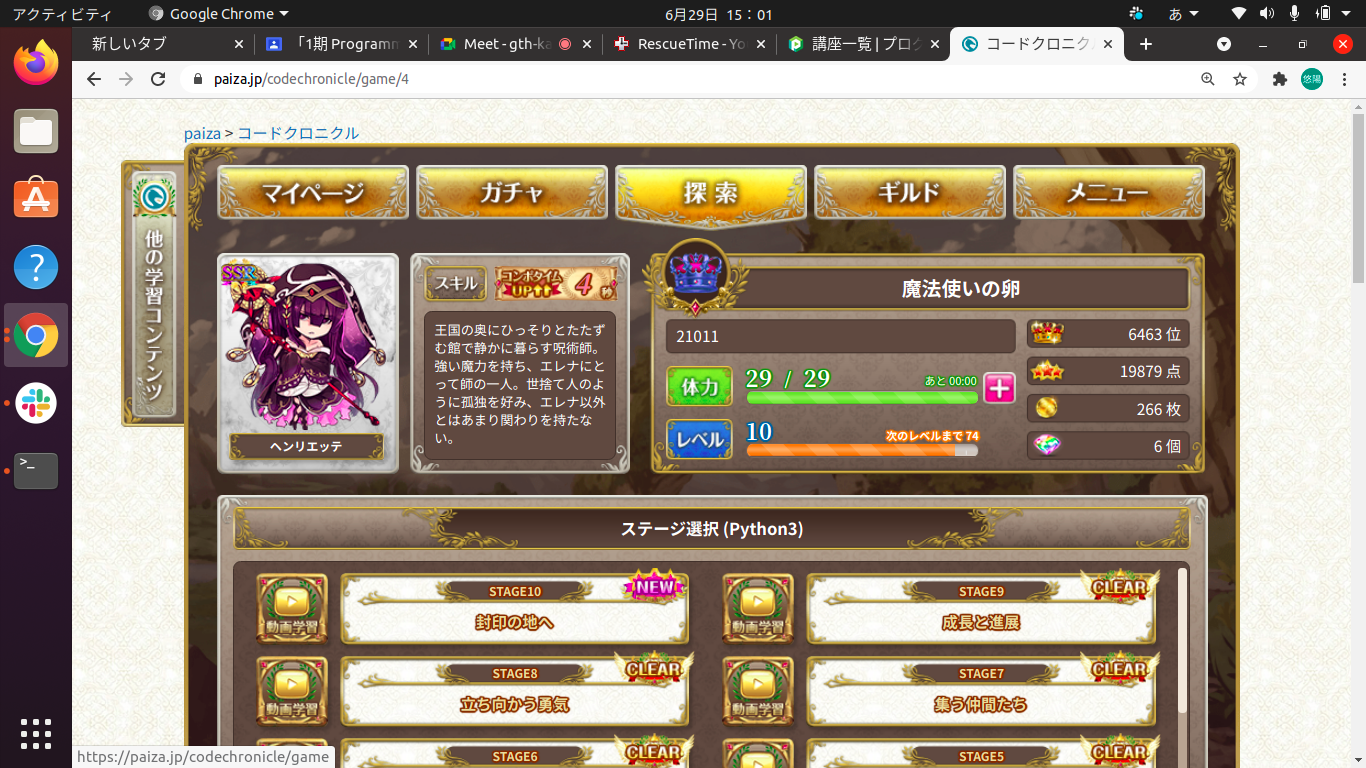 アクティビティ
Google Chrome
6月29日 15：01
あ
新しいタブ
「1期 Programm
Meet - gth-ka
RescueTime - Yo
講座一覧 | プログ
コードクロニク
paiza.jp/codechronicle/game/4
悠陽
paiza > コードクロニクル
他の学習コンテンツ
マイページ
ガチャ
探索
ギルド
メニュー
SSR
ヘンリエッテ
スキル
コンボタイム
UP
4
秒
王国の奥にひっそりとたたず
む館で静かに暮らす呪術師。
強い魔力を持ち、エレナにと
って師の一人。世捨て人のよ
うに孤独を好み、エレナ以外
とはあまり関わりを持たな
い。
魔法使いの卵
21011
6463 位
体力
29 / 29
あと 00:00
19879 点
266 枚
レベル
10
次のレベルまで 74
6 個
ステージ選択 (Python3)
動画学習
STAGE10
NEW
封印の地へ
動画学習
STAGE9
CLEAR
成長と進展
動画学習
STAGE8
CLEAR
立ち向かう勇気
動画学習
STAGE7
CLEAR
集う仲間たち
STAGE6
CLEAR
STAGE5
CLEAR
https://paiza.jp/codechronicle/game